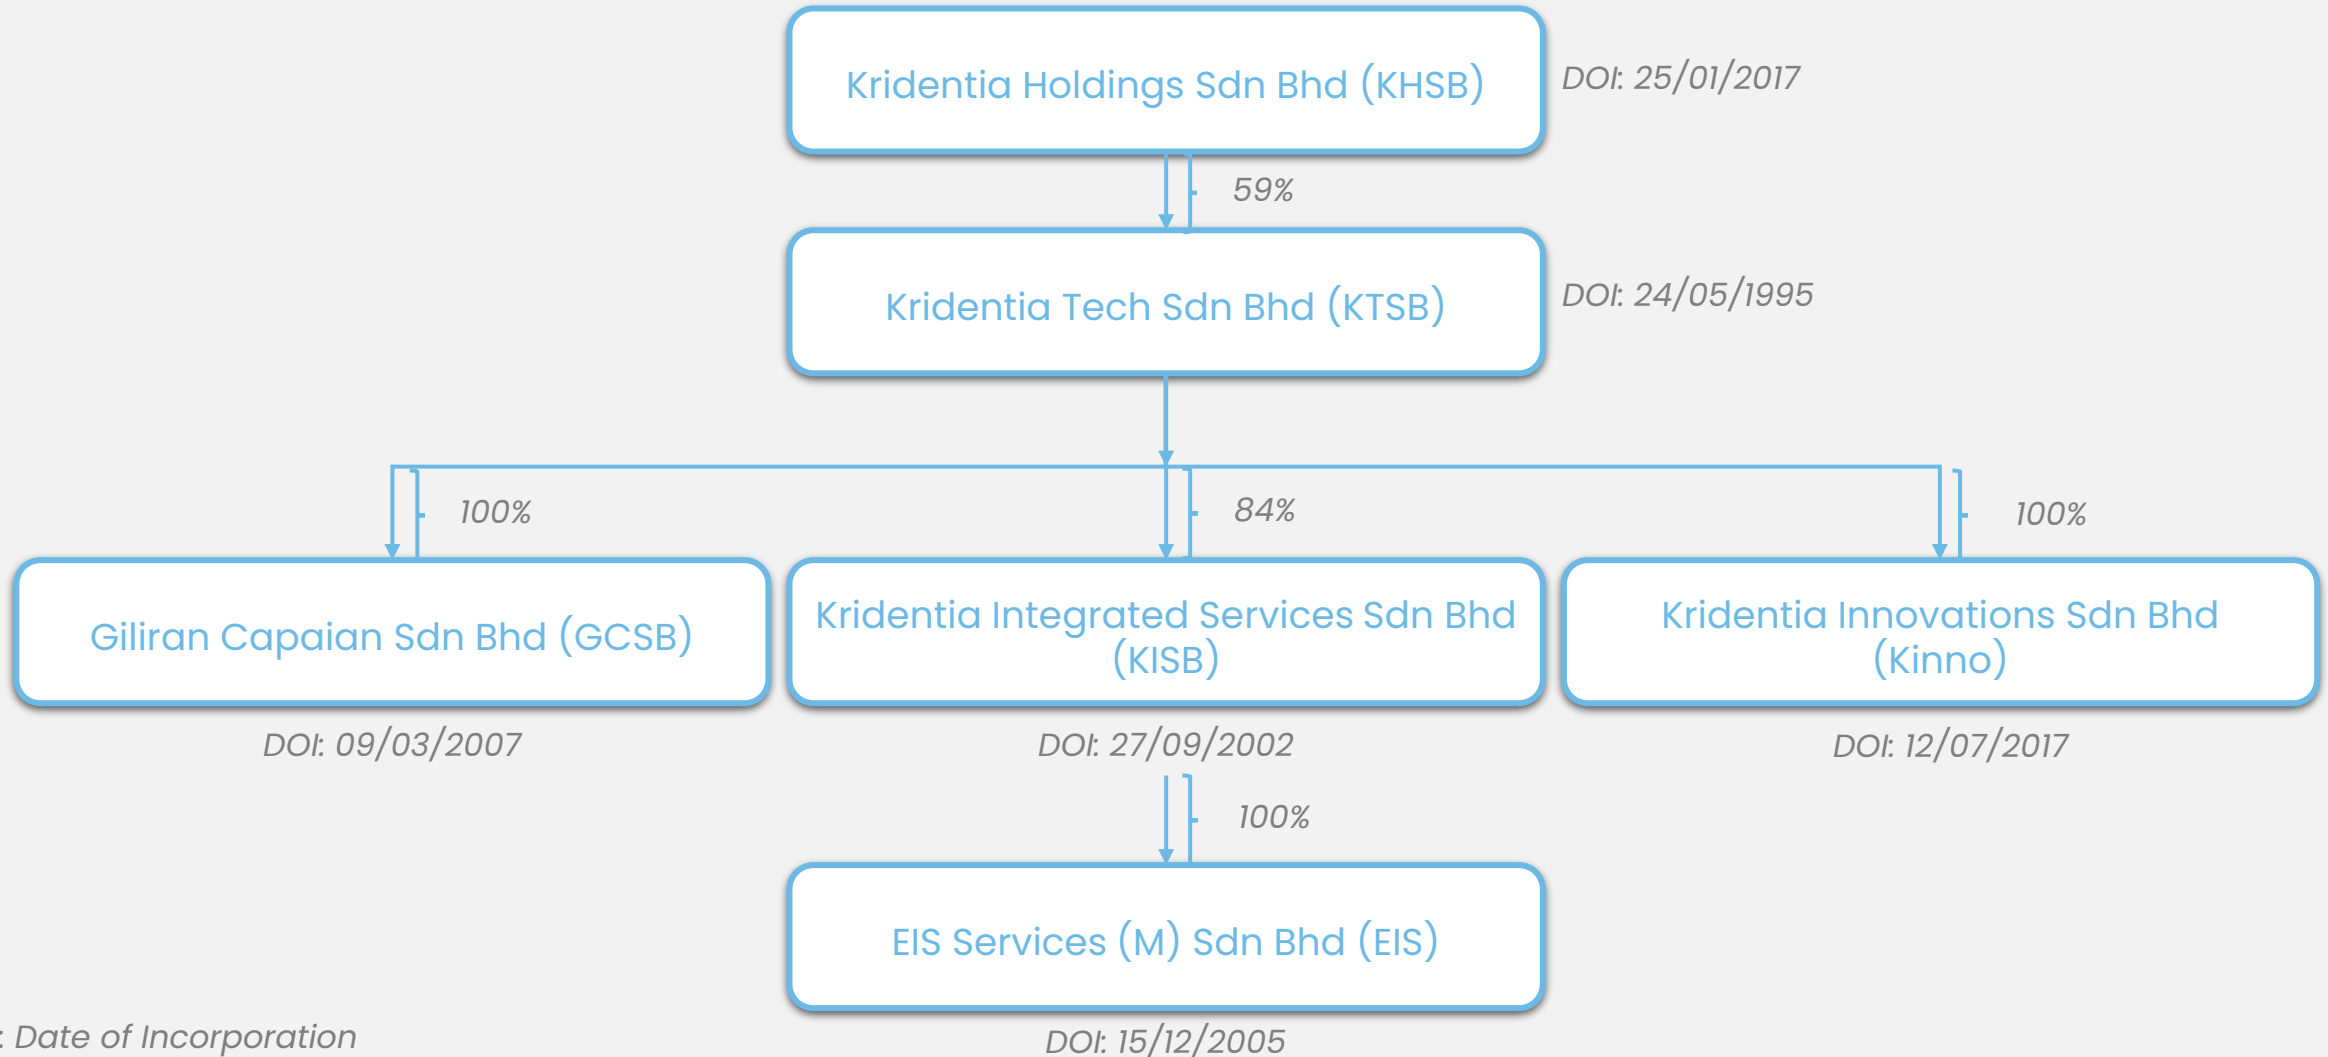 Kridentia Holdings Sdn Bhd (KHSB)
DOI: 25/01/2017
59%
Kridentia Tech Sdn Bhd (KTSB)
DOI: 24/05/1995
100%
84%
100%
Giliran Capaian Sdn Bhd (GCSB)
Kridentia Integrated Services Sdn Bhd
(KISB)
Kridentia Innovations Sdn Bhd
(Kinno)
DOI: 09/03/2007
DOI: 27/09/2002
DOI: 12/07/2017
100%
EIS Services (M) Sdn Bhd (EIS)
: Date of Incorporation
DOI: 15/12/2005